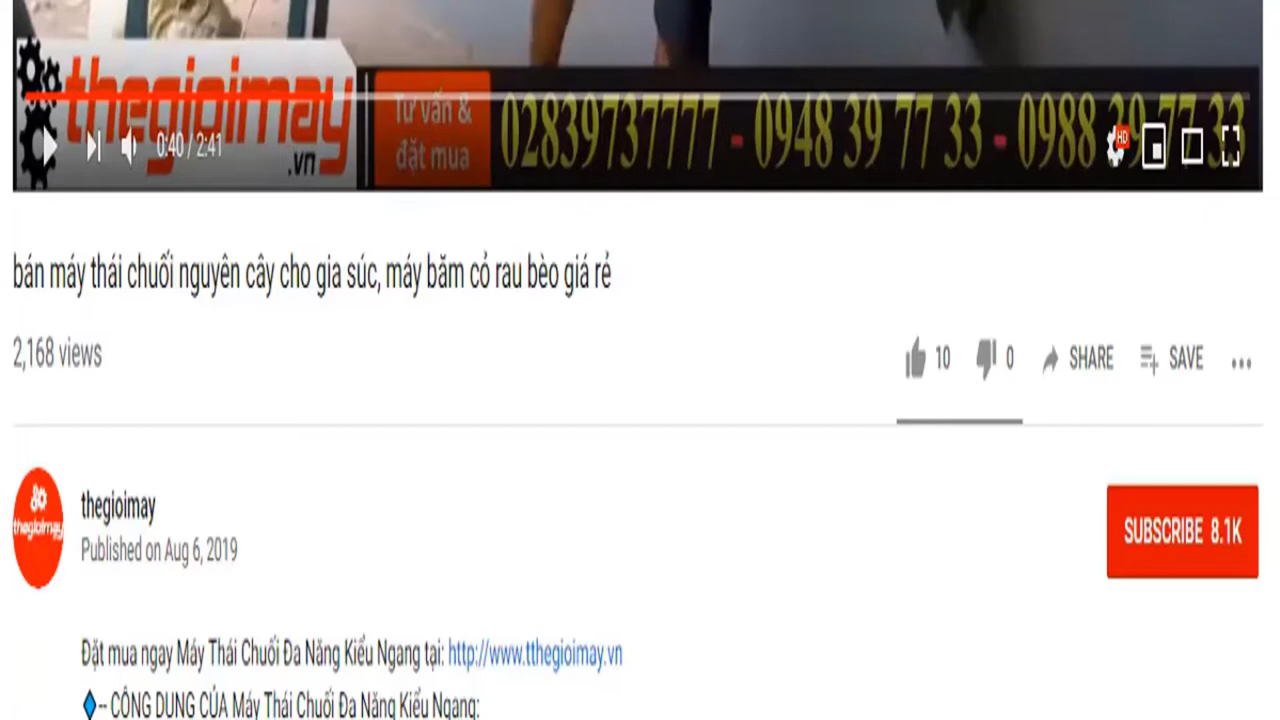 thegioimay
.vn
Tư vấn &
đặt mua
02839737777 - 0948 39 77 33 - 0988 39 77 33
HD
0:40 / 2:41
bán máy thái chuối nguyên cây cho gia súc, máy băm cỏ rau bèo giá rẻ
2,168 views
10 0 SHARE SAVE
thegioimay
thegioimay
Published on Aug 6, 2019
SUBSCRIBE 8.1K
Đặt mua ngay Máy Thái Chuối Đa Năng Kiểu Ngang tại: http://www.tthegioimay.vn
-- CÔNG DỤNG CỦA Máy Thái Chuối Đa Năng Kiểu Ngang: